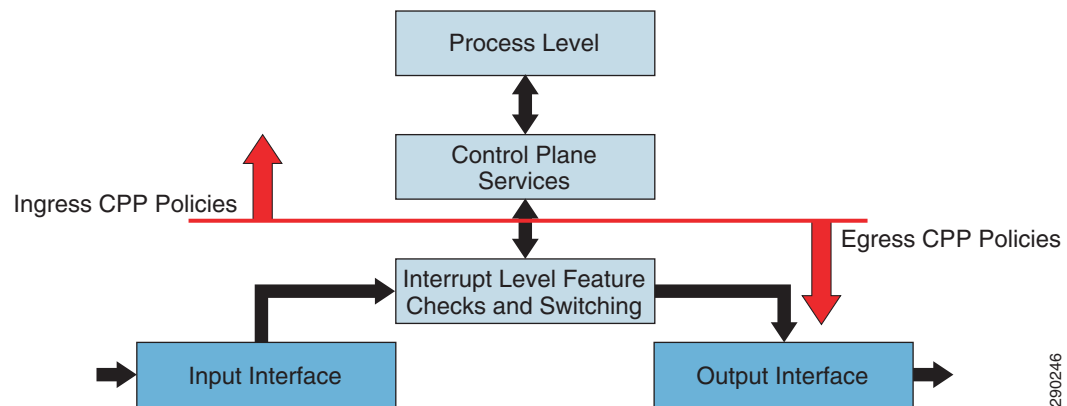 Process Level
Control Plane
Services
Ingress CPP Policies
Egress CPP Policies
Interrupt Level Feature
Checks and Switching
Input Interface
Output Interface
290246